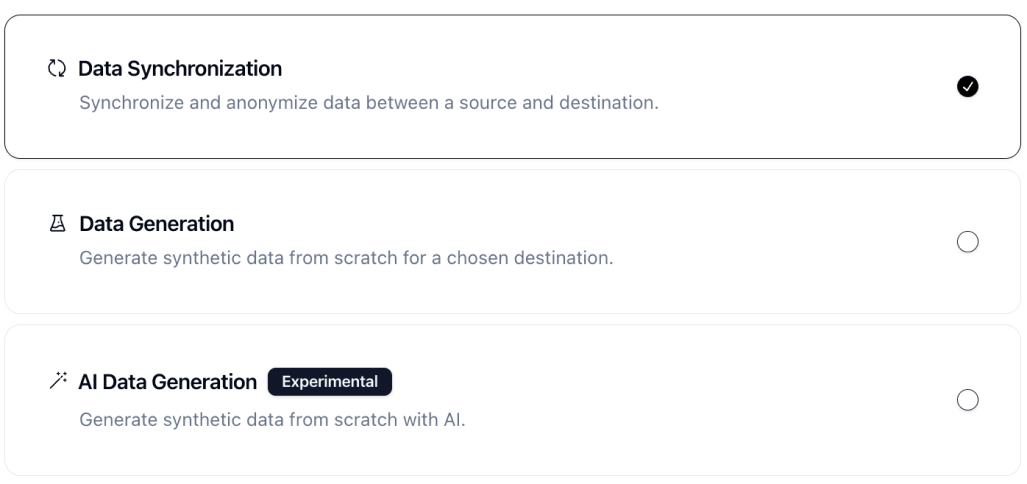 Data Synchronization
Synchronize and anonymize data between a source and destination.
Data Generation
Generate synthetic data from scratch for a chosen destination.
AI Data Generation Experimental
Generate synthetic data from scratch with AI.